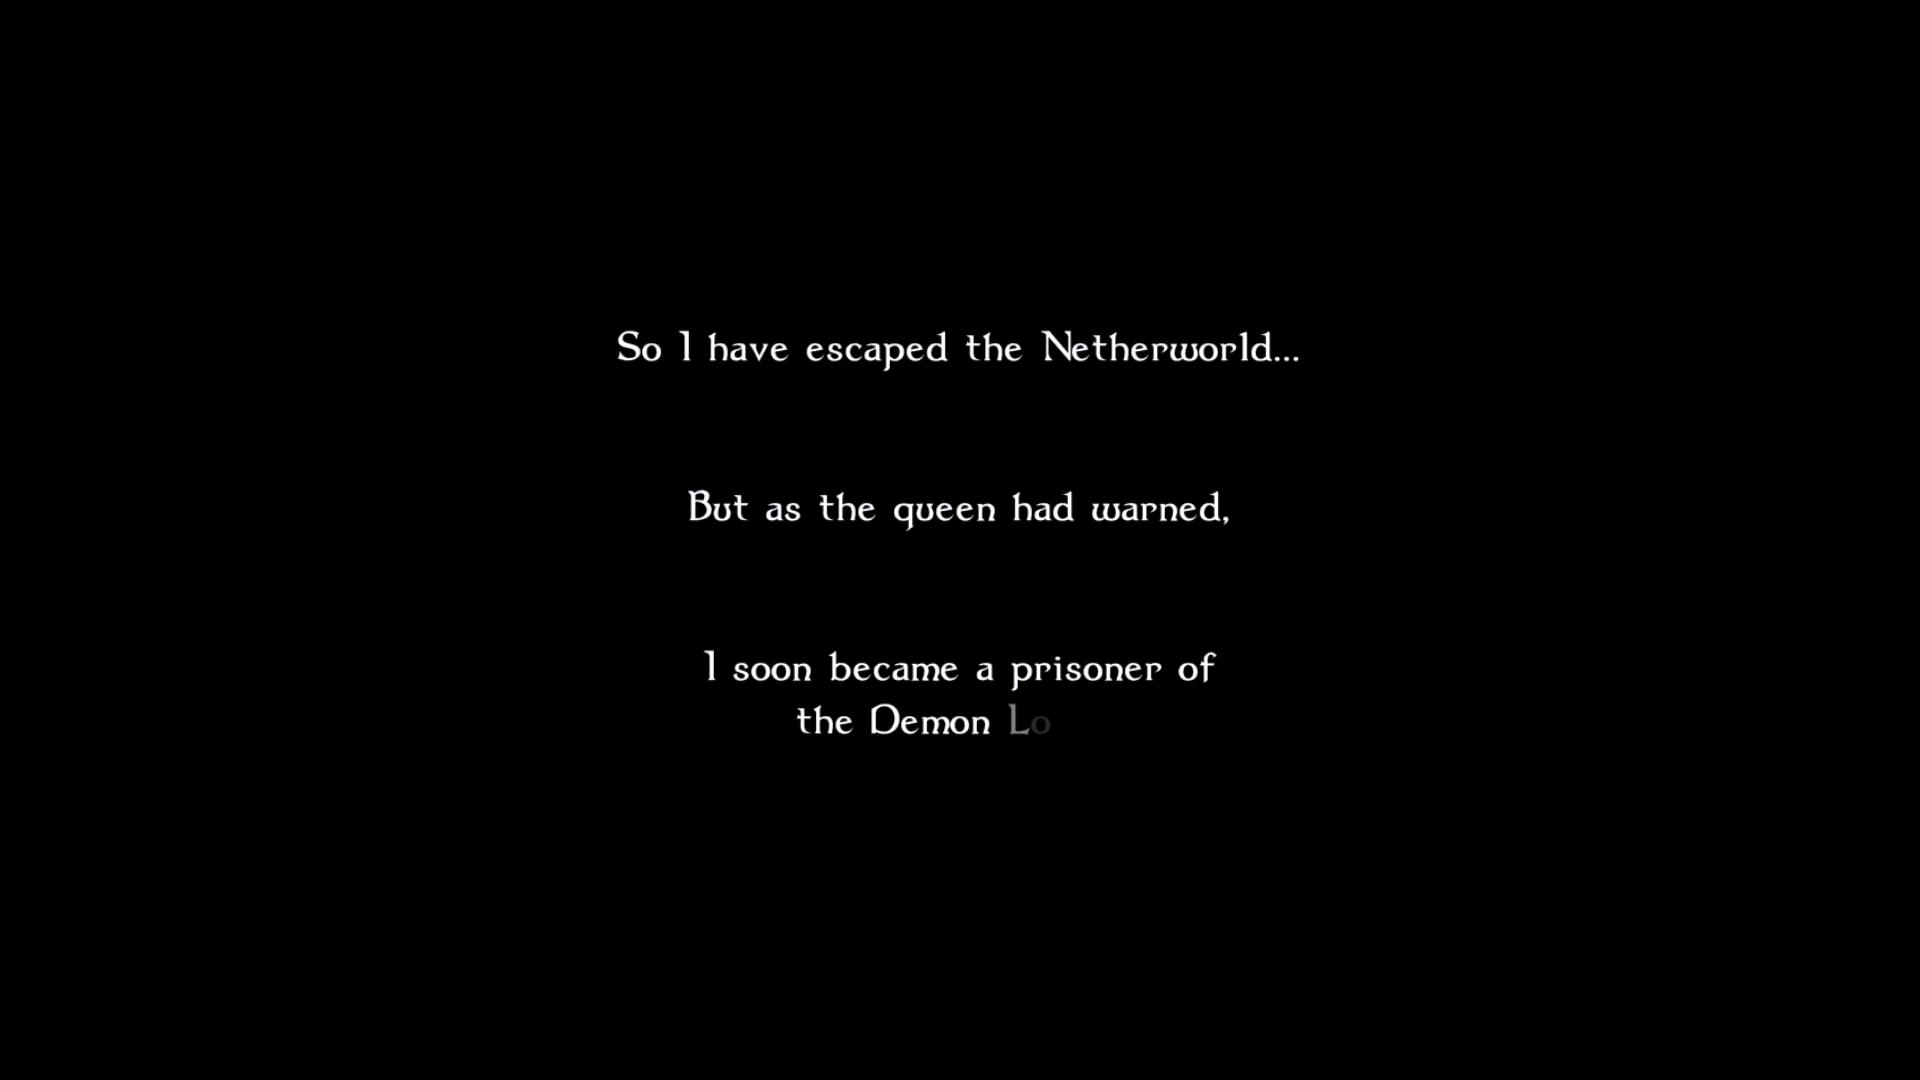 So I have escaped the Netherworld...
But as the queen had warned,
I soon became a prisoner of
the Demon Lo